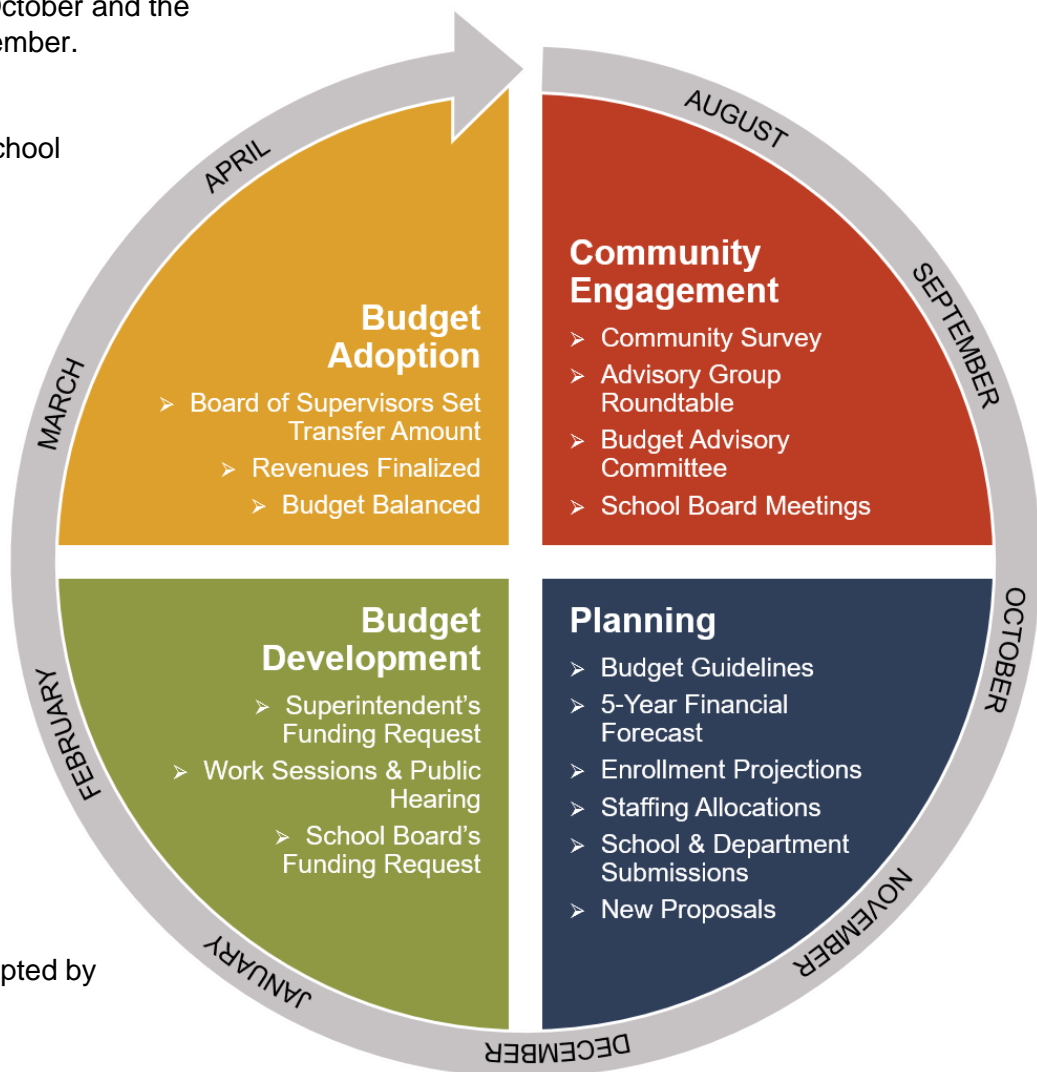 October and the
ember.
chool
pted by
AUGUST
SEPTEMBER
OCTOBER
NOVEMBER
DECEMBER
JANUARY
FEBRUARY
MARCH
APRIL
Community
Engagement
➢ Community Survey
➢ Advisory Group
Roundtable
➢ Budget Advisory
Committee
➢ School Board Meetings
Planning
➢ Budget Guidelines
➢ 5-Year Financial
Forecast
➢ Enrollment Projections
➢ Staffing Allocations
➢ School & Department
Submissions
➢ New Proposals
Budget
Development
➢ Superintendent’s
Funding Request
➢ Work Sessions & Public
Hearing
➢ School Board’s
Funding Request
Budget
Adoption
➢ Board of Supervisors Set
Transfer Amount
➢ Revenues Finalized
➢ Budget Balanced